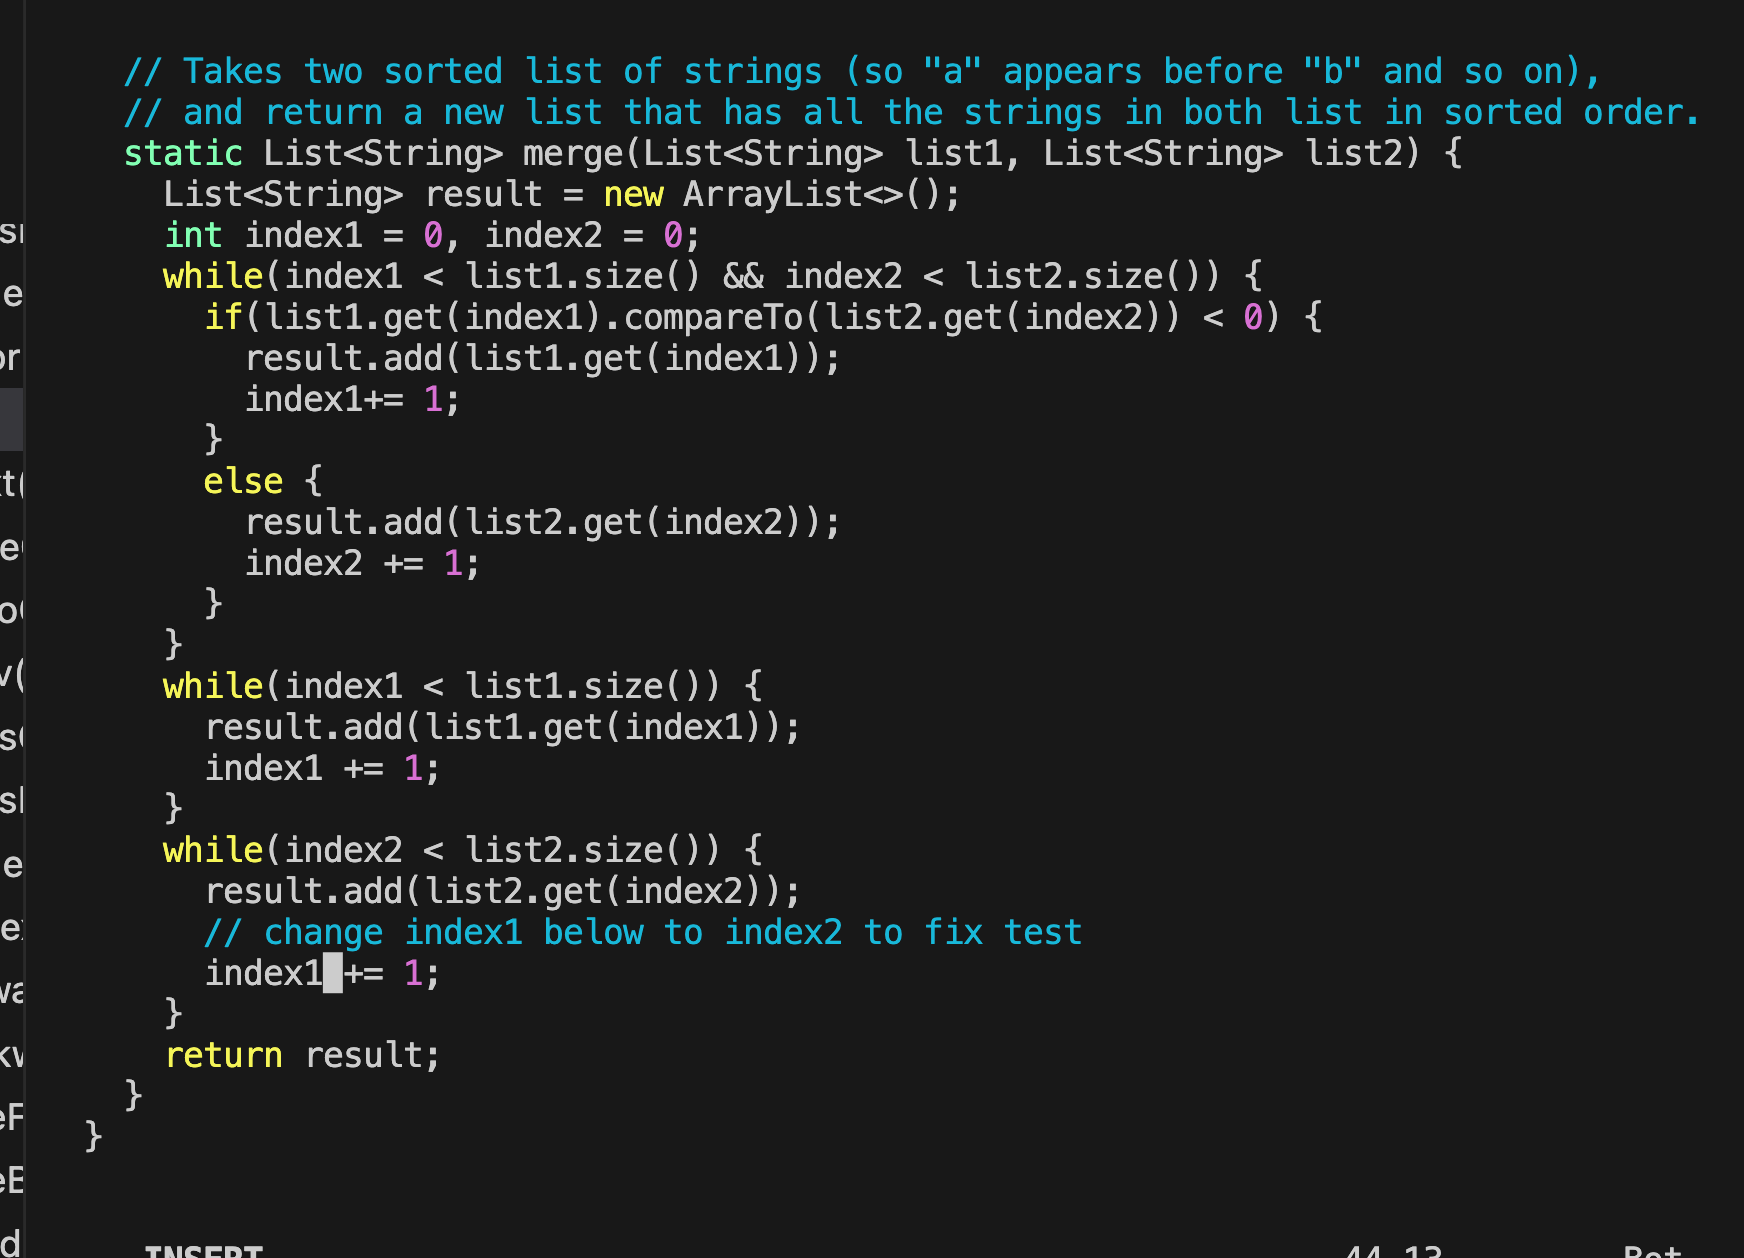 // Takes two sorted list of strings (so "a" appears before "b" and so on),
// and return a new list that has all the strings in both list in sorted order.
static List<String> merge(List<String> list1, List<String> list2) {
List<String> result = new ArrayList<>();
int index1 = 0, index2 = 0;
while(index1 < list1.size() && index2 < list2.size()) {
if(list1.get(index1).compareTo(list2.get(index2)) < 0) {
result.add(list1.get(index1));
index1+= 1;
}
else {
result.add(list2.get(index2));
index2 += 1;
}
}
while(index1 < list1.size()) {
result.add(list1.get(index1));
index1 += 1;
}
while(index2 < list2.size()) {
result.add(list2.get(index2));
// change index1 below to index2 to fix test
index1 += 1;
}
return result;
}
}
INSERT 44,13 Bot